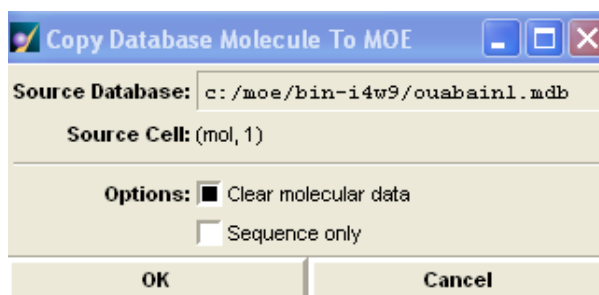 Copy Database Molecule To MOE
Source Database: c:/moe/bin-i4w9/ouabain1.mdb
Source Cell: (mol, 1)
Options: Clear molecular data
Sequence only
OK Cancel